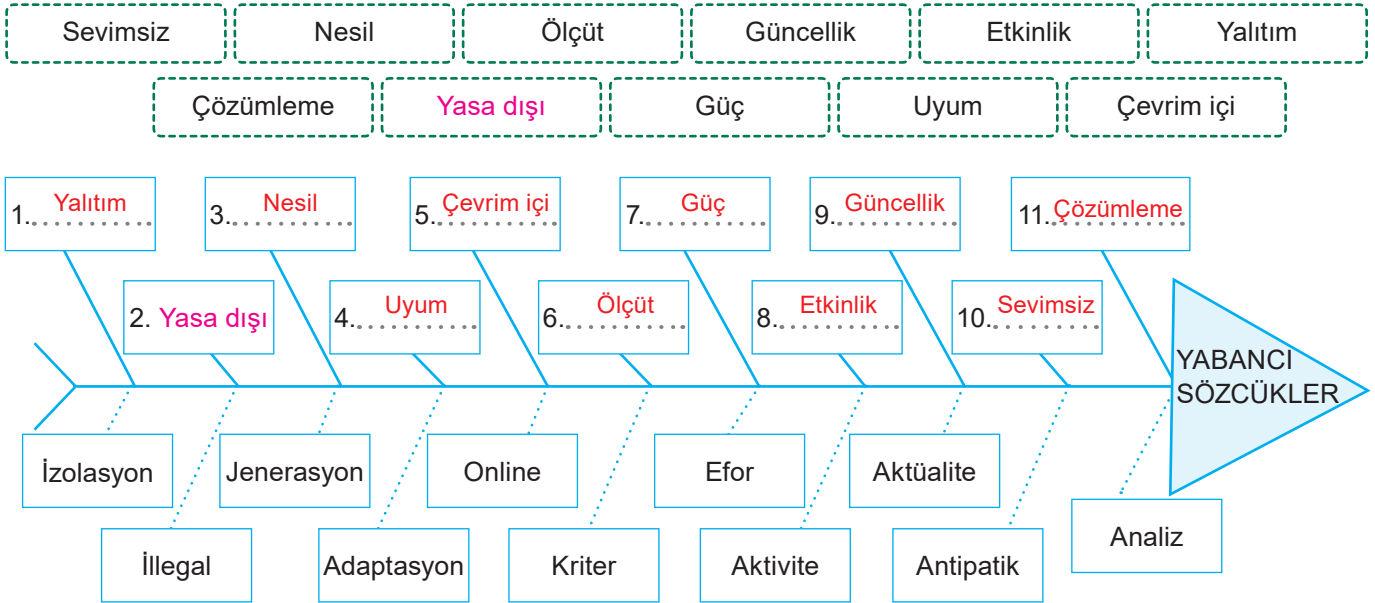 Sevimsiz Nesil Ölçüt Güncellik Etkinlik Yalıtım
Çözümleme Yasa dışı Güç Uyum Çevrim içi
1. Yalıtım 3. Nesil 5. Çevrim içi 7. Güç 9. Güncellik 11. Çözümleme
2. Yasa dışı 4. Uyum 6. Ölçüt 8. Etkinlik 10. Sevimsiz
YABANCI
SÖZCÜKLER
İzolasyon Jenerasyon Online Efor Aktüalite
İllegal Adaptasyon Kriter Aktivite Antipatik Analiz